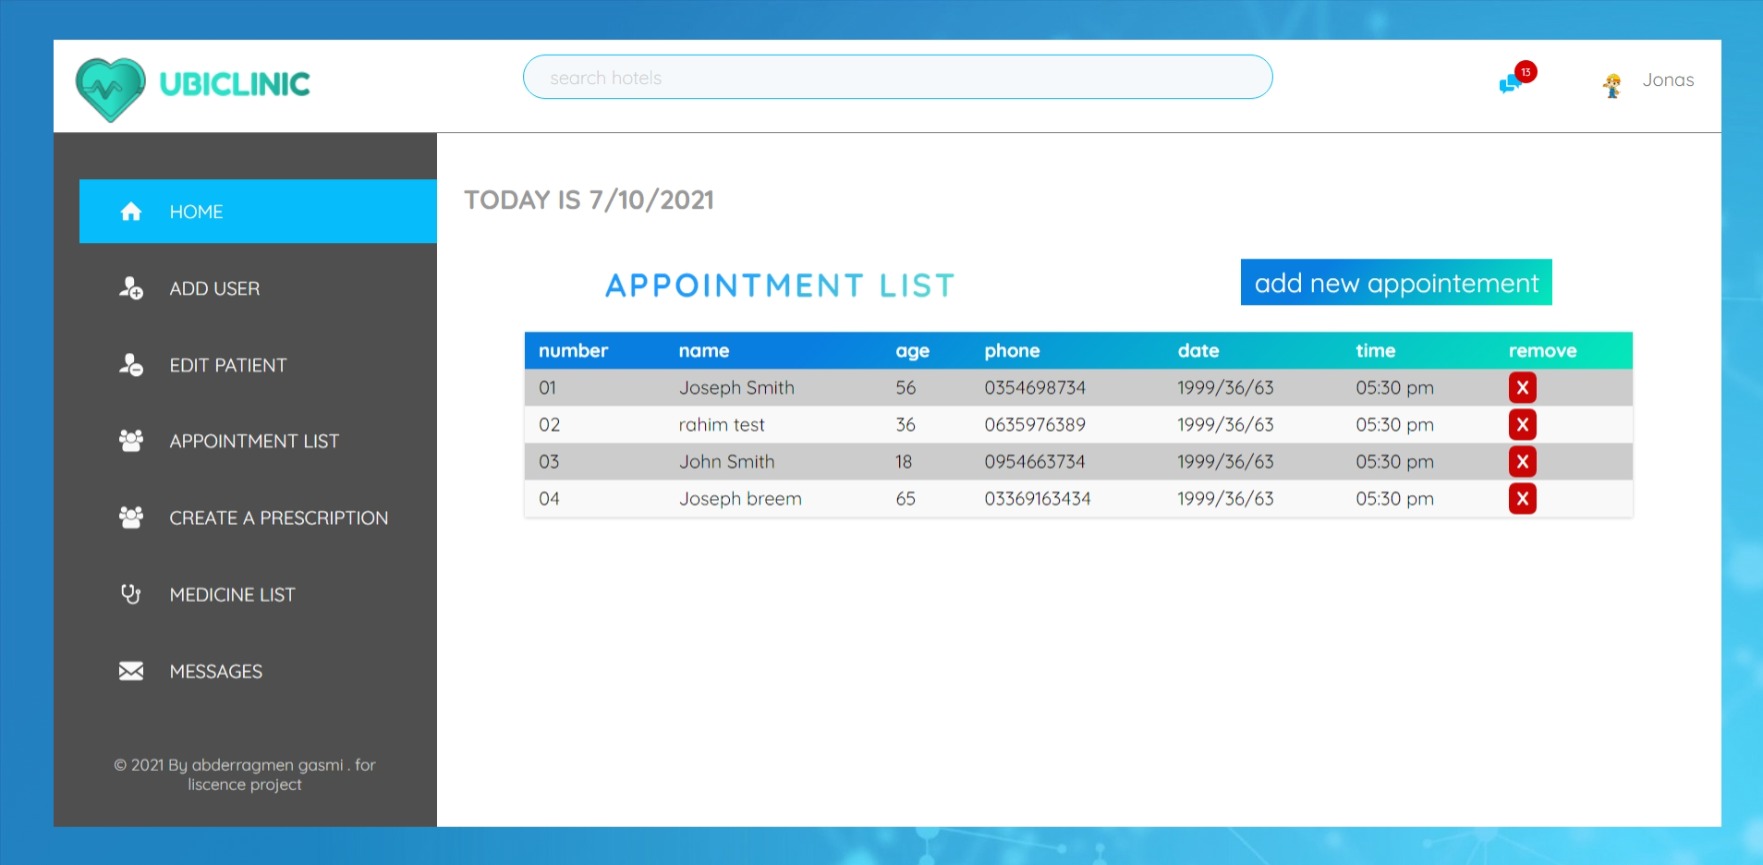 UBICLINIC
search hotels
13
Jonas
HOME
ADD USER
EDIT PATIENT
APPOINTMENT LIST
CREATE A PRESCRIPTION
MEDICINE LIST
MESSAGES
© 2021 By abderragmen gasmi . for
liscence project
TODAY IS 7/10/2021
APPOINTMENT LIST
add new appointement
number name age phone date time remove
01 Joseph Smith 56 0354698734 1999/36/63 05:30 pm X
02 rahim test 36 0635976389 1999/36/63 05:30 pm X
03 John Smith 18 0954663734 1999/36/63 05:30 pm X
04 Joseph breem 65 03369163434 1999/36/63 05:30 pm X